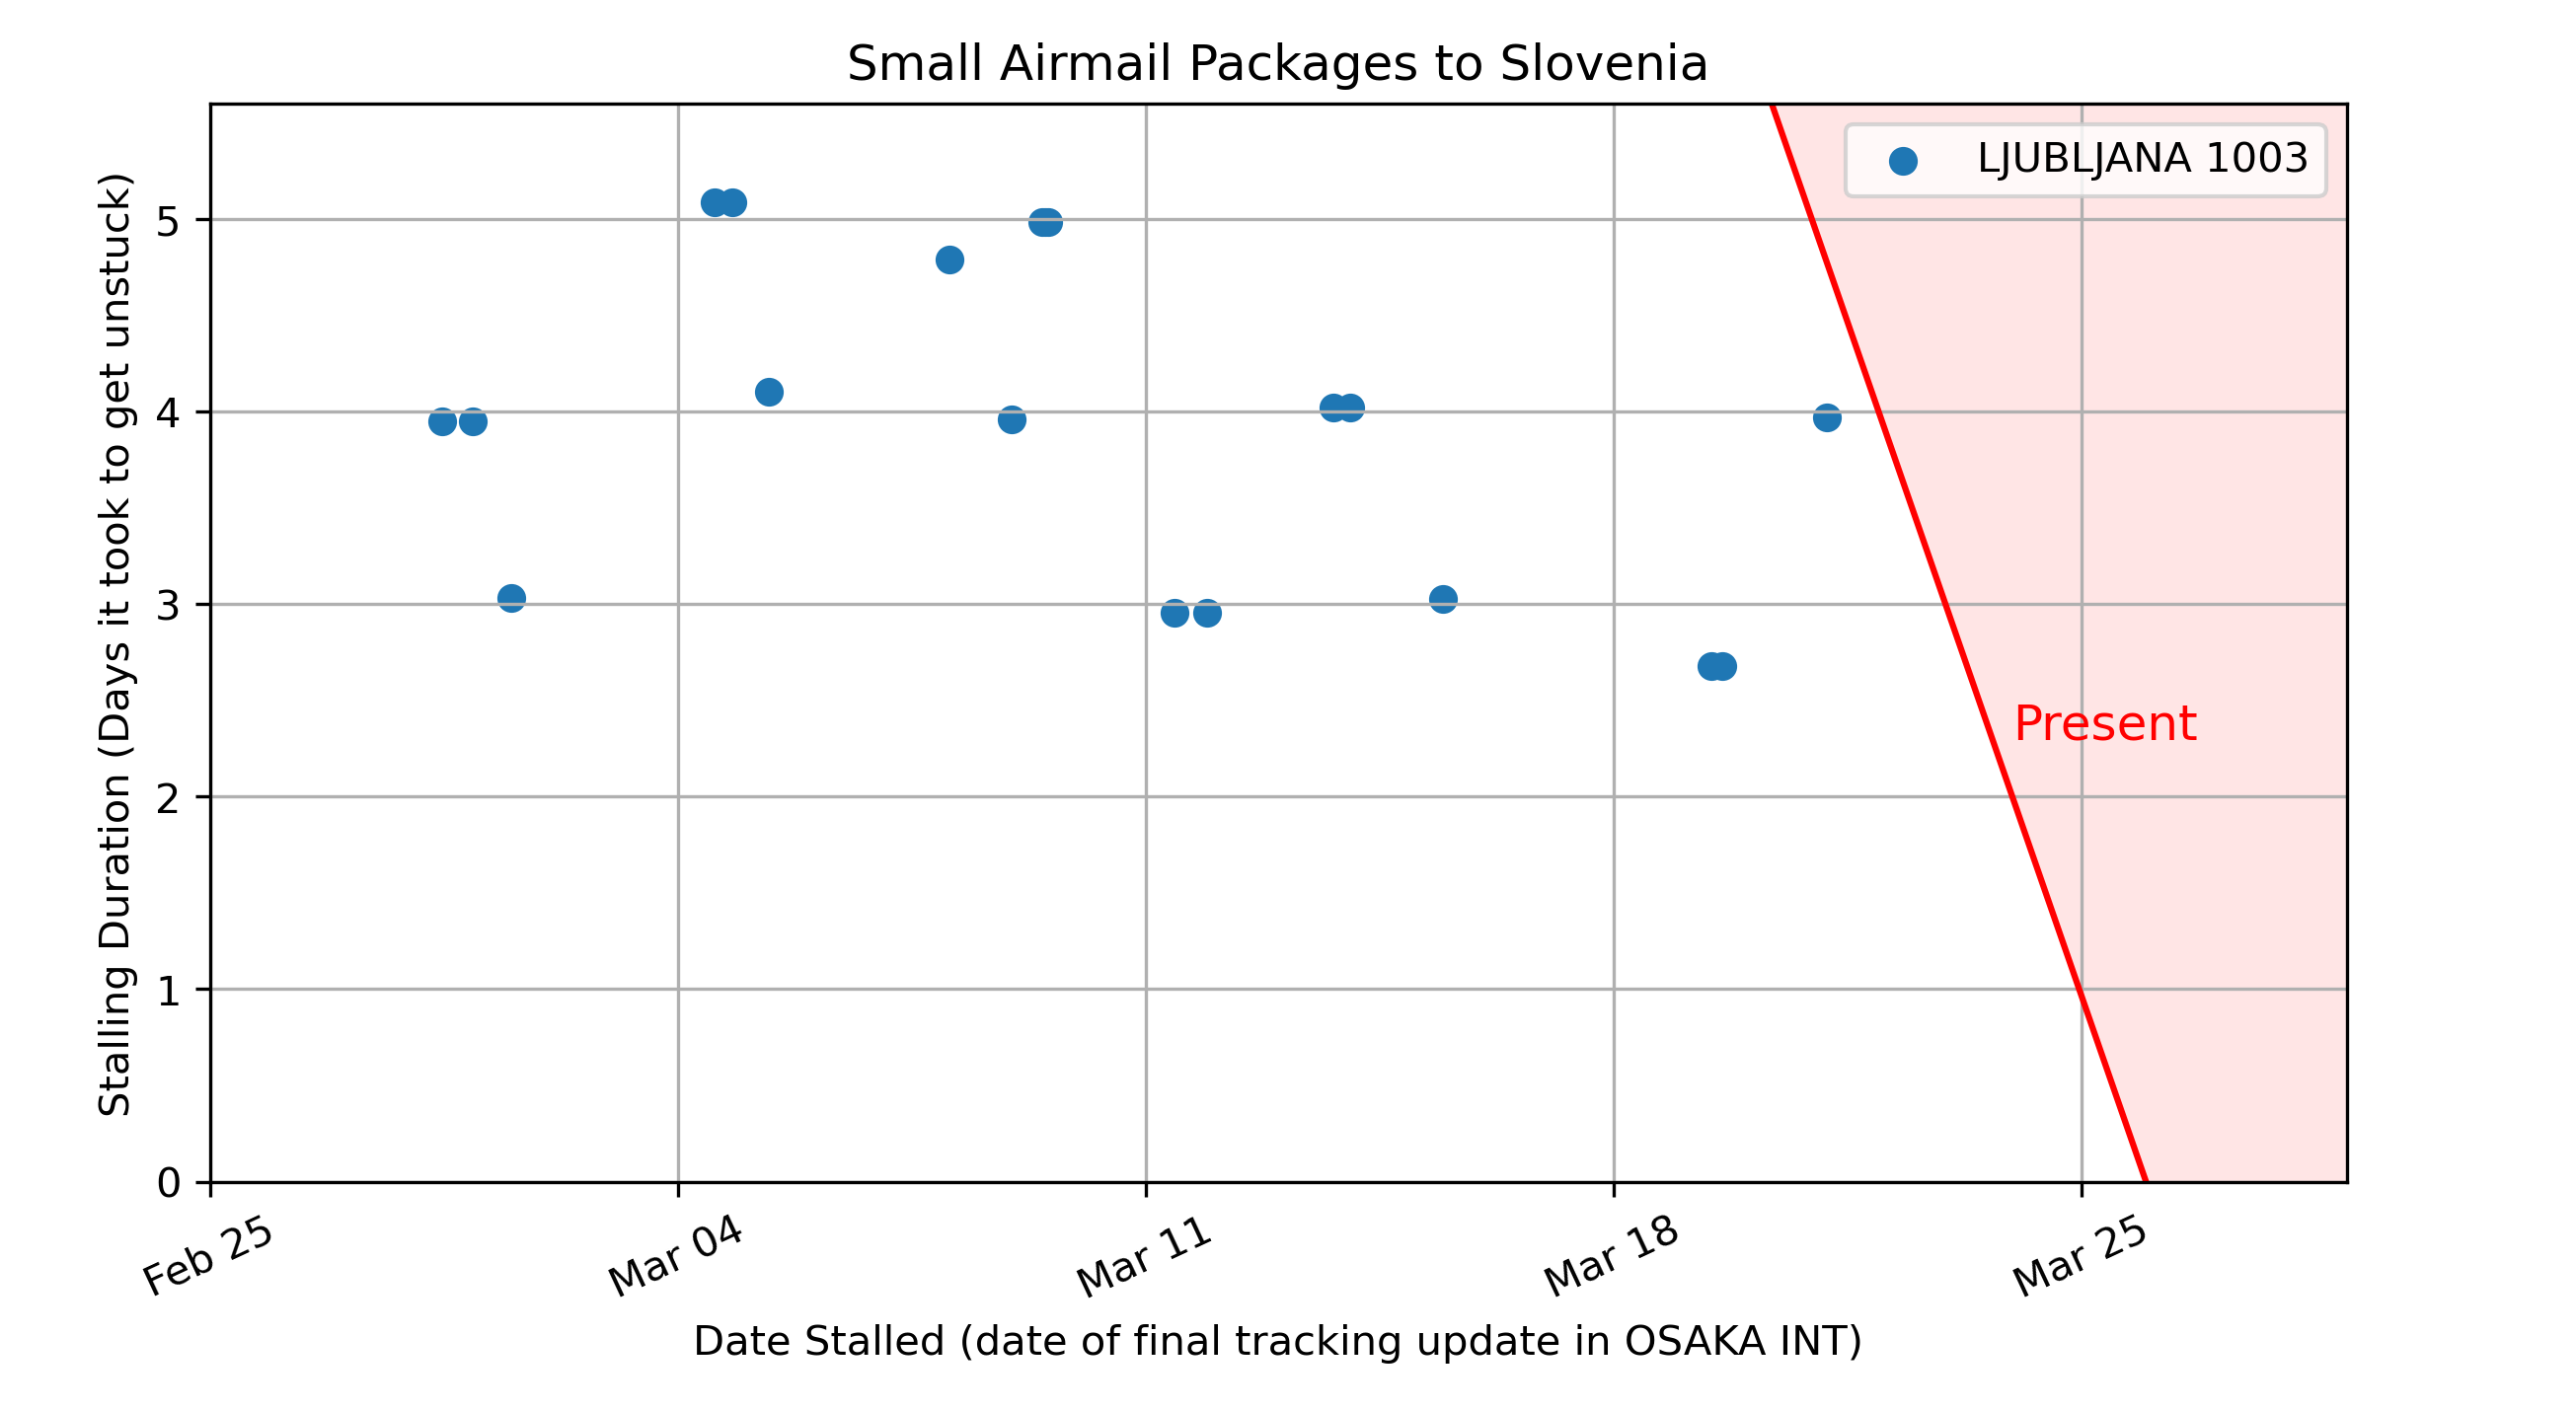 Small Airmail Packages to Slovenia
LJUBLJANA 1003
Stalling Duration (Days it took to get unstuck)
5
4
3
2
1
0
Present
Feb 25
Mar 04
Mar 11
Mar 18
Mar 25
Date Stalled (date of final tracking update in OSAKA INT)